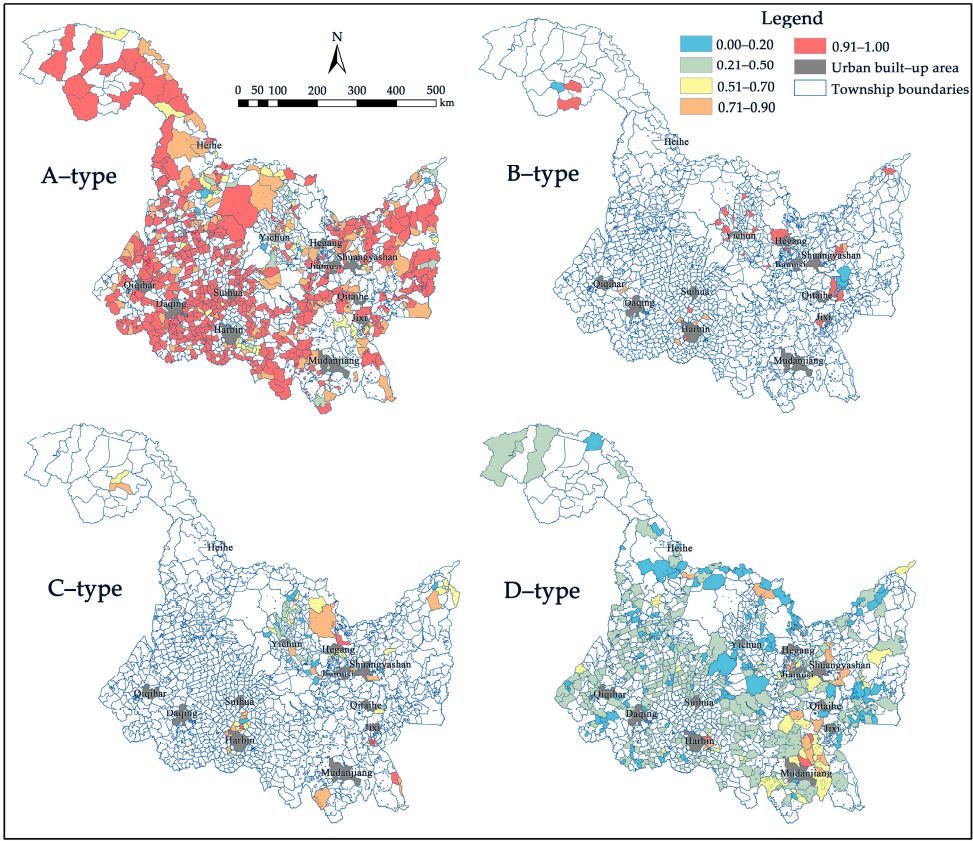 Legend
0.00–0.20
0.21–0.50
0.51–0.70
0.71–0.90
0.91–1.00
Urban built–up area
Township boundaries
N
0 50 100 200 300 400 500
km
A–type
Heihe
Yichun
Hegang
Shuangyashan
Jiamusi
Qiqihar
Suihua
Qitaihe
Daqing
Jixi
Harbin
Mudanjiang
B–type
Heihe
Yichun
Hegang
Shuangyashan
Jiamusi
Qiqihar
Suihua
Qitaihe
Daqing
Jixi
Harbin
Mudanjiang
C–type
Heihe
Yichun
Hegang
Shuangyashan
Jiamusi
Qiqihar
Suihua
Qitaihe
Daqing
Jixi
Harbin
Mudanjiang
D–type
Heihe
Yichun
Hegang
Shuangyashan
Jiamusi
Qiqihar
Suihua
Qitaihe
Daqing
Jixi
Harbin
Mudanjiang